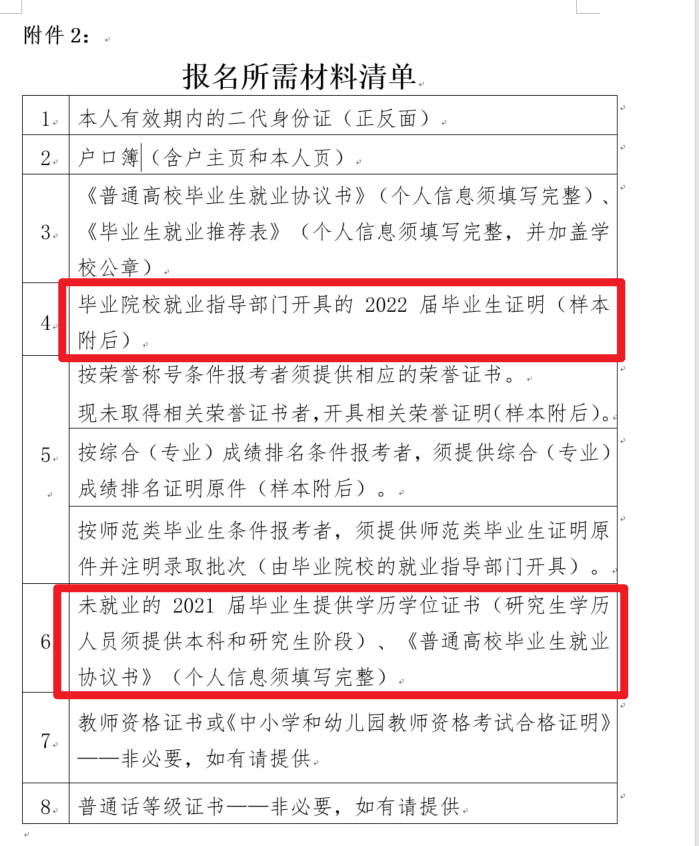 附件 2：
报名所需材料清单
1 本人有效期内的二代身份证（正反面）
2 户口簿（含户主页和本人页）
3 《普通高校毕业生就业协议书》（个人信息须填写完整）、
《毕业生就业推荐表》（个人信息须填写完整，并加盖学
校公章）
4 毕业院校就业指导部门开具的 2022 届毕业生证明（样本
附后）
5 按荣誉称号条件报考者须提供相应的荣誉证书。
现未取得相关荣誉证书者,开具相关荣誉证明(样本附后)。
按综合（专业）成绩排名条件报考者，须提供综合（专业）
成绩排名证明原件（样本附后）。
按师范类毕业生条件报考者，须提供师范类毕业生证明原
件并注明录取批次（由毕业院校的就业指导部门开具）。
6 未就业的 2021 届毕业生提供学历学位证书（研究生学历
人员须提供本科和研究生阶段）、《普通高校毕业生就业
协议书》（个人信息须填写完整）
7 教师资格证书或《中小学和幼儿园教师资格考试合格证明》
——非必要，如有请提供
8 普通话等级证书——非必要，如有请提供